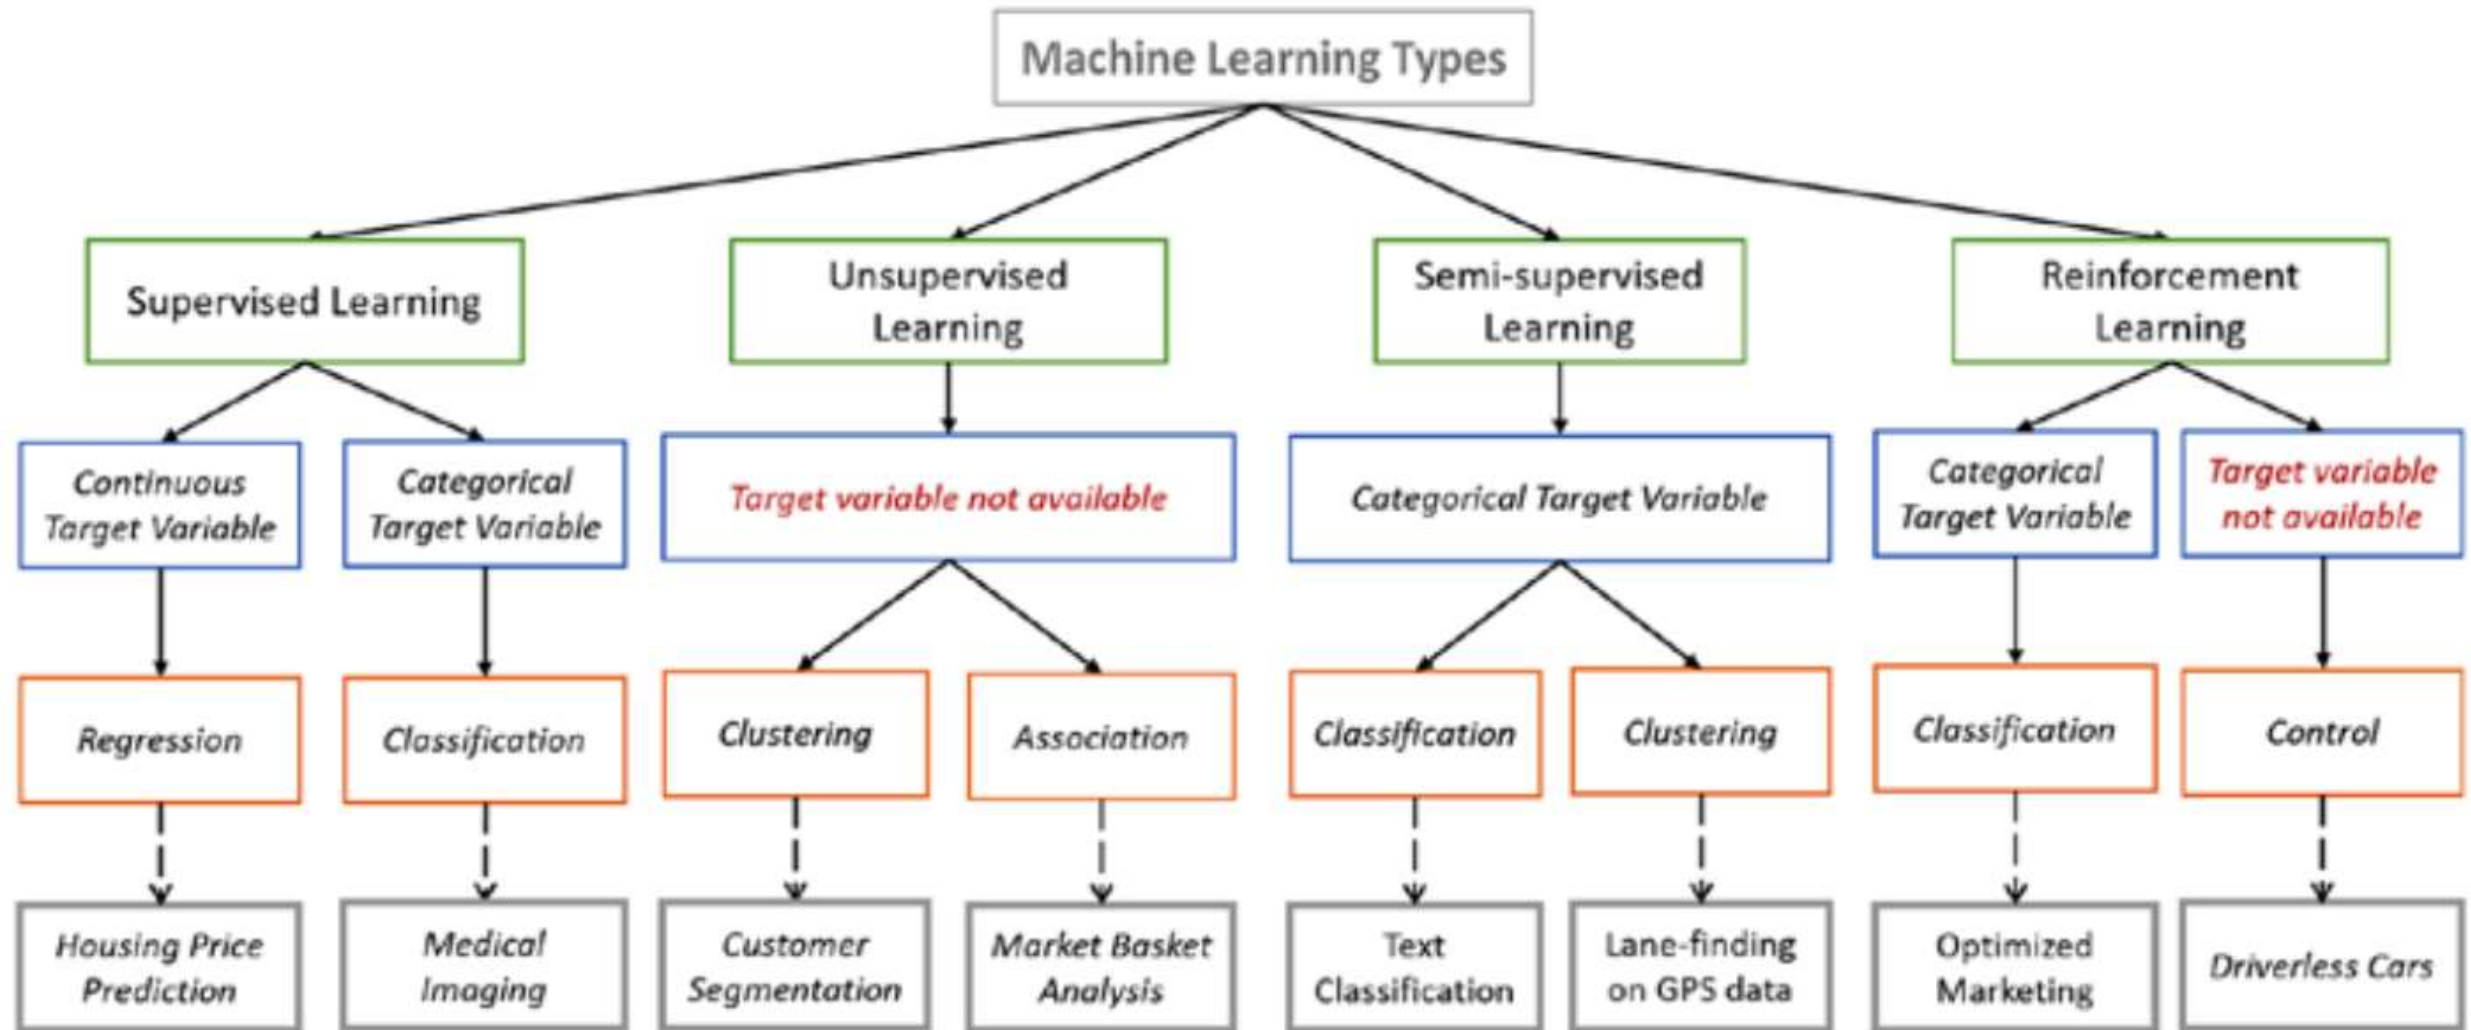 Machine Learning Types
Supervised Learning
Unsupervised
Learning
Semi-supervised
Learning
Reinforcement
Learning
Continuous
Target Variable
Categorical
Target Variable
Target variable not available
Categorical Target Variable
Categorical
Target Variable
Target variable
not available
Regression
Classification
Clustering
Association
Classification
Clustering
Classification
Control
Housing Price
Prediction
Medical
Imaging
Customer
Segmentation
Market Basket
Analysis
Text
Classification
Lane-finding
on GPS data
Optimized
Marketing
Driverless Cars